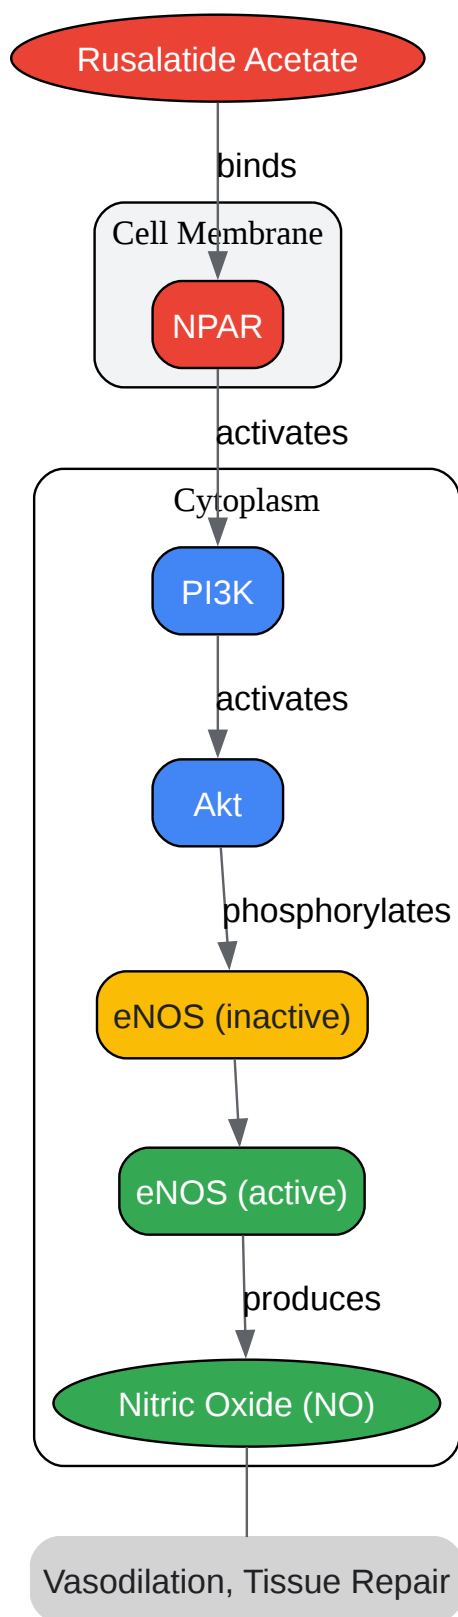 Rusalatide Acetate
binds
Cell Membrane
NPAR
activates
Cytoplasm
PI3K
activates
Akt
phosphorylates
eNOS (inactive)
eNOS (active)
produces
Nitric Oxide (NO)
Vasodilation, Tissue Repair